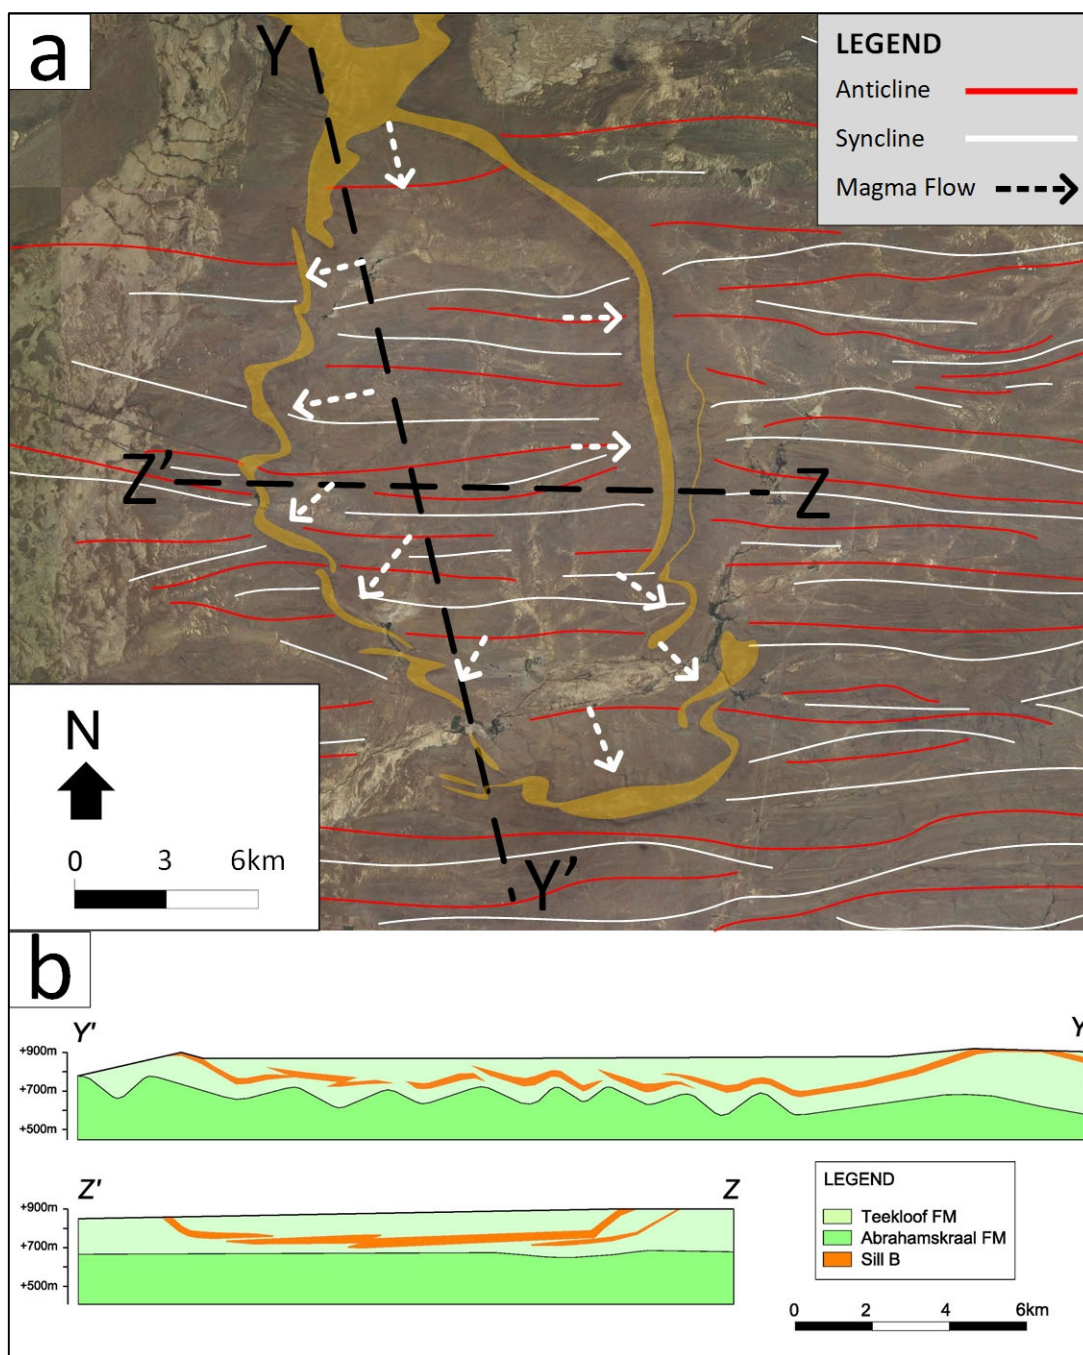 a
Y
LEGEND
Anticline
Syncline
Magma Flow
Z'
Z
N
0 3 6km
Y'
b
Y' Y
+900m
+700m
+500m
Z' Z
+900m
+700m
+500m
LEGEND
Teekloof FM
Abrahamskraal FM
Sill B
0 2 4 6km